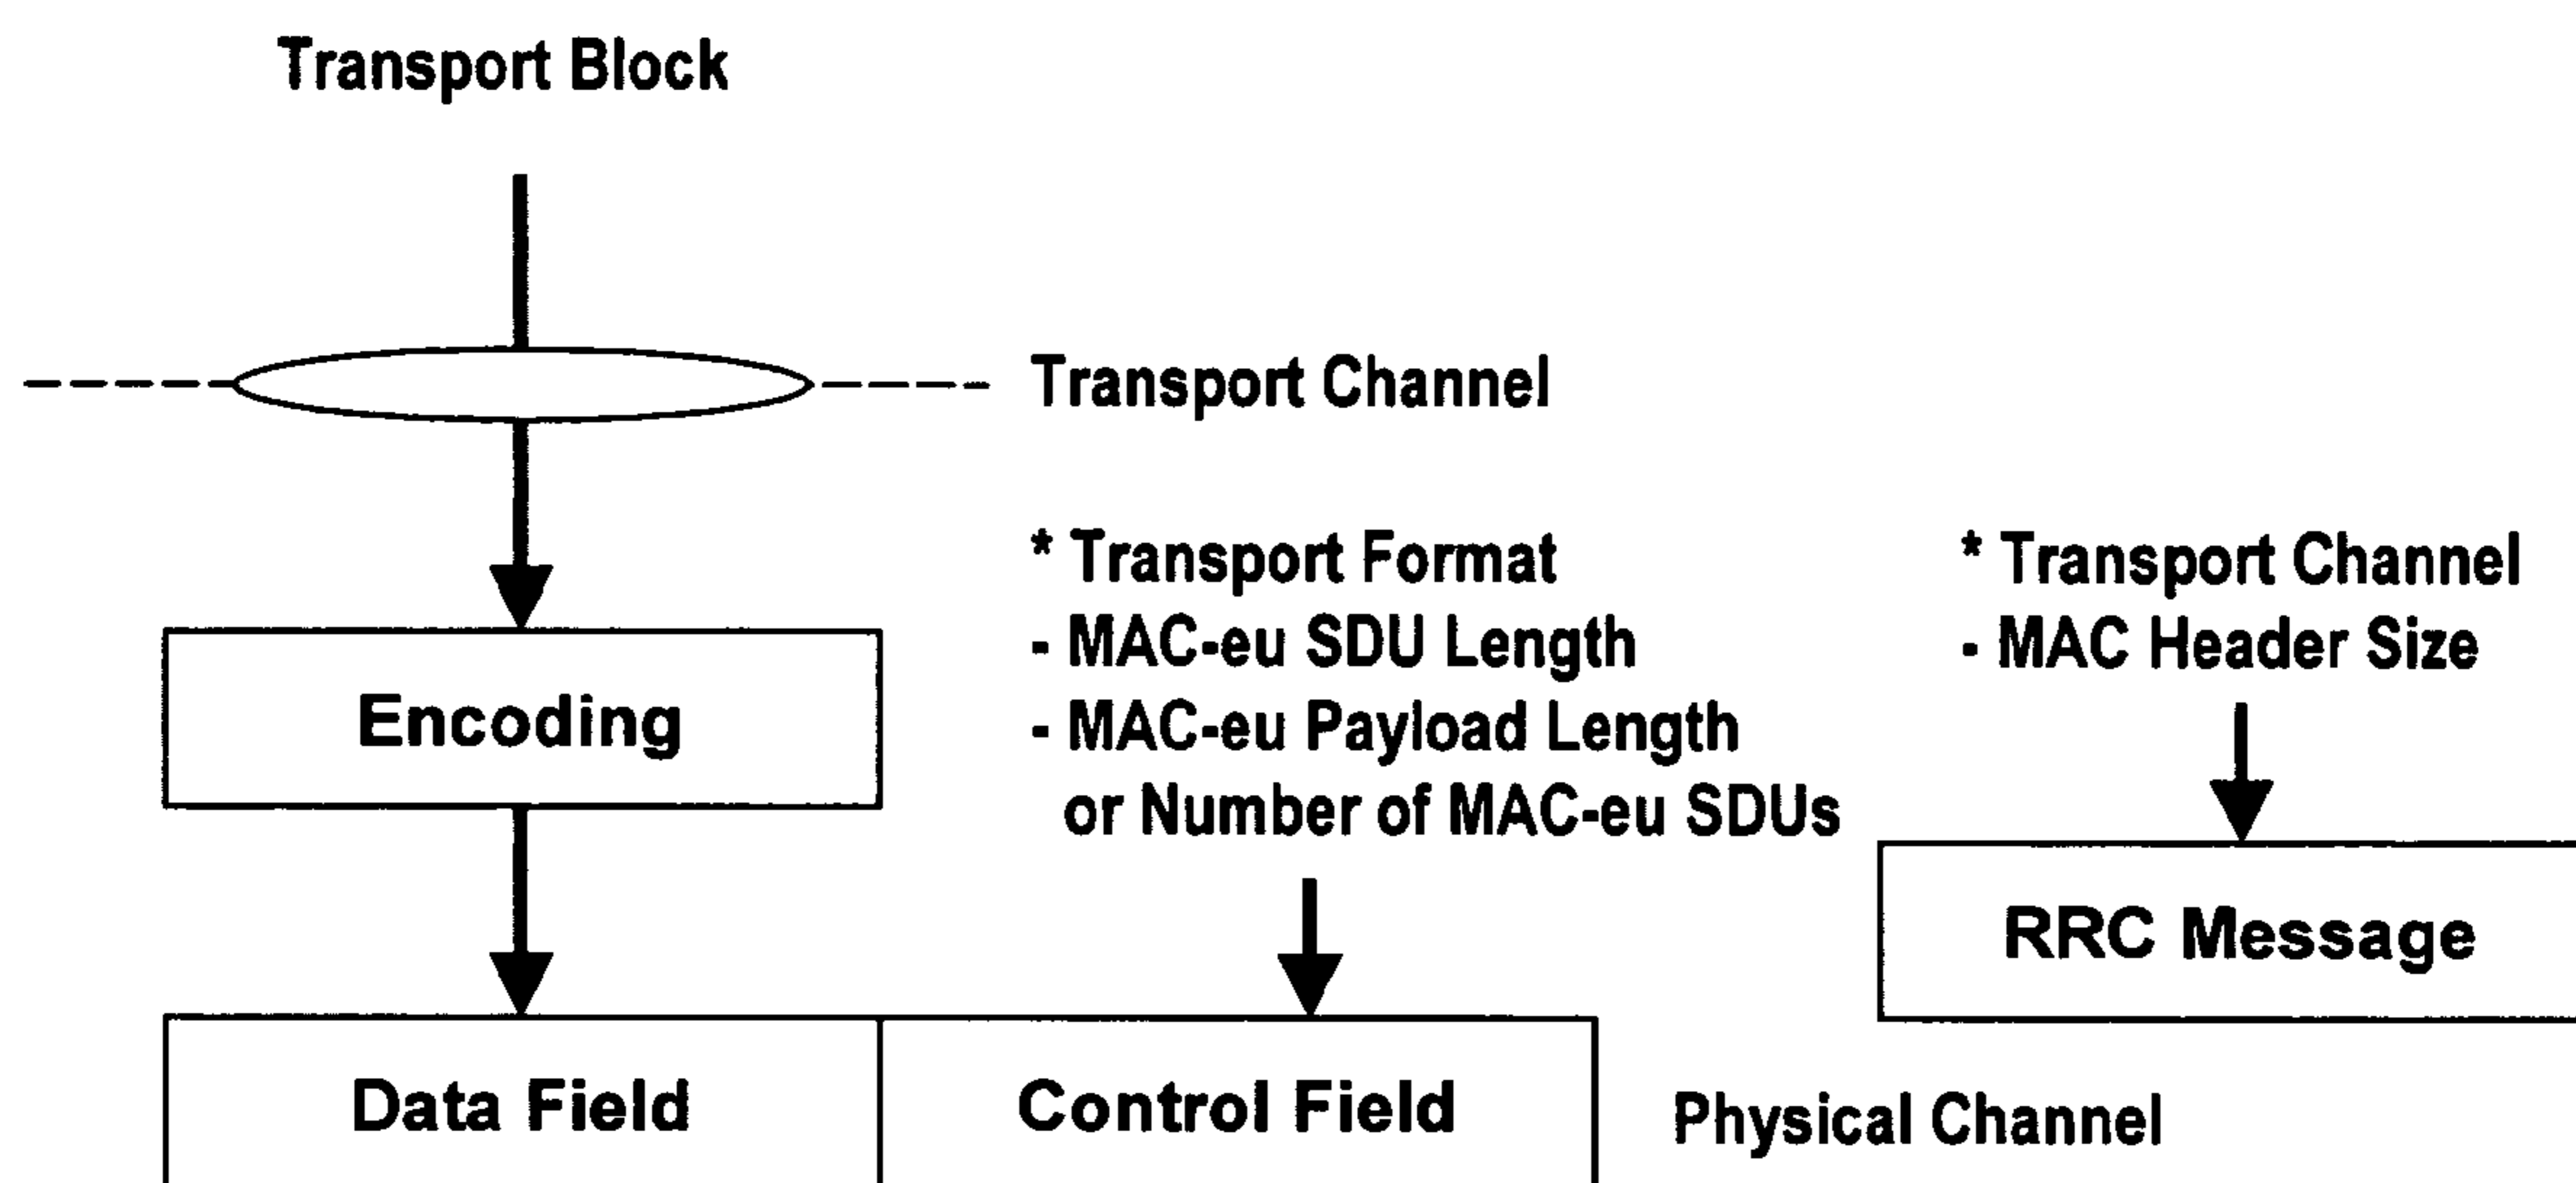 Transport Block
Transport Channel
* Transport Format
- MAC-eu SDU Length
- MAC-eu Payload Length
or Number of MAC-eu SDUs
* Transport Channel
- MAC Header Size
Encoding
RRC Message
Data Field
Control Field
Physical Channel